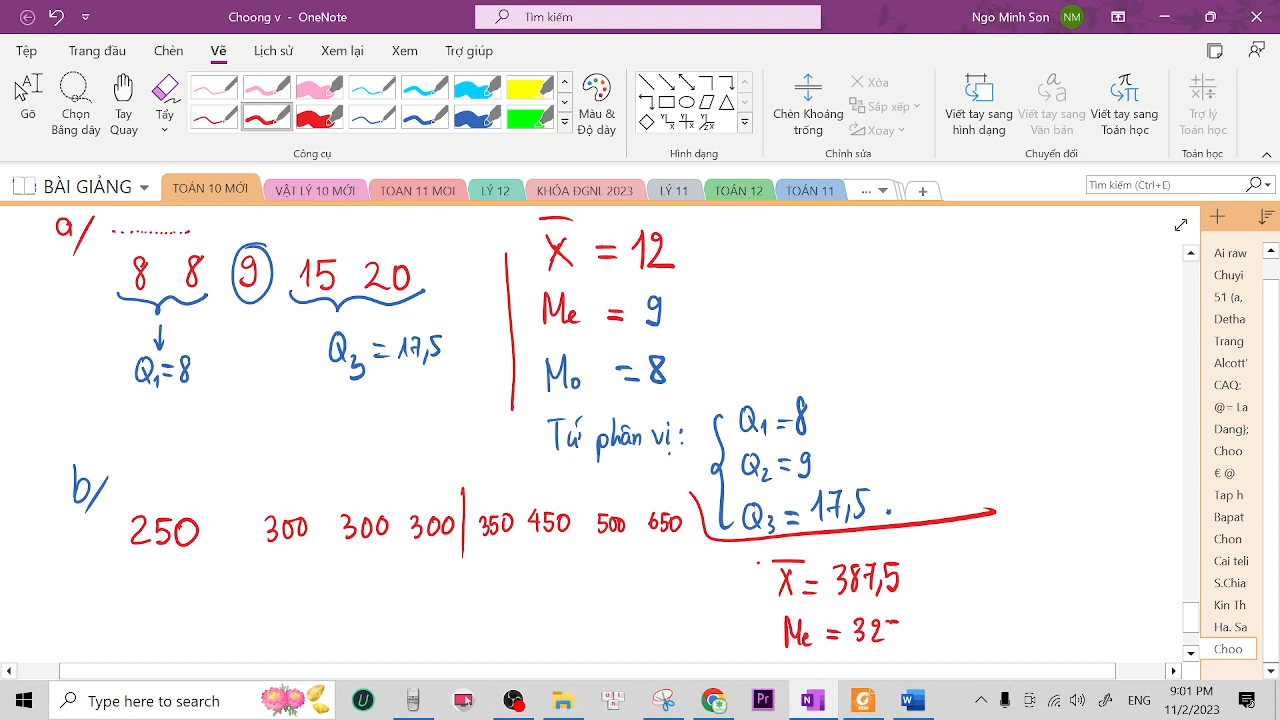 Choong v - OneNote
Tìm kiếm
Ngo Minh Son
NM
Tệp Trang đầu Chèn Vẽ Lịch sử Xem lại Xem Trợ giúp
Gõ
Chọn Bằng dây
Tay Quay
Tẩy
Màu & Độ dày
Chèn Khoảng trống
Xóa
Sắp xếp
Xoay
Viết tay sang hình dạng
Viết tay sang Văn bản
Viết tay sang Toán học
Trợ lý Toán học
Công cụ
Hình dạng
Chỉnh sửa
Chuyển đổi
Toán học
BÀI GIẢNG
TOÁN 10 MỚI
VẬT LÝ 10 MỚI
TOAN 11 MOI
LÝ 12
KHÓA DGNL 2023
LÝ 11
TOÁN 12
TOÁN 11
...
Tìm kiếm (Ctrl+E)
a/ ..............
8 8 9 15 20
Q₁=8
Q₃ = 17,5
X̅ = 12
Me = 9
Mo = 8
Tứ phân vị:
Q₁ = 8
Q₂ = 9
Q₃ = 17,5.
b/
250 300 300 300 350 450 500 650
X̅ = 387,5
Me = 32
Ai raw
Chuyi
51 (a,
Detha
Trang
Alcott'
CAQ:
@= La
Dang);
Choo
€ @
Tap h
Bapat
Chon
Cai teli
S.Cha
Kin Th
Ha. Sa
Choo
Type here to search
ENG
9:01 PM
11/2/2023